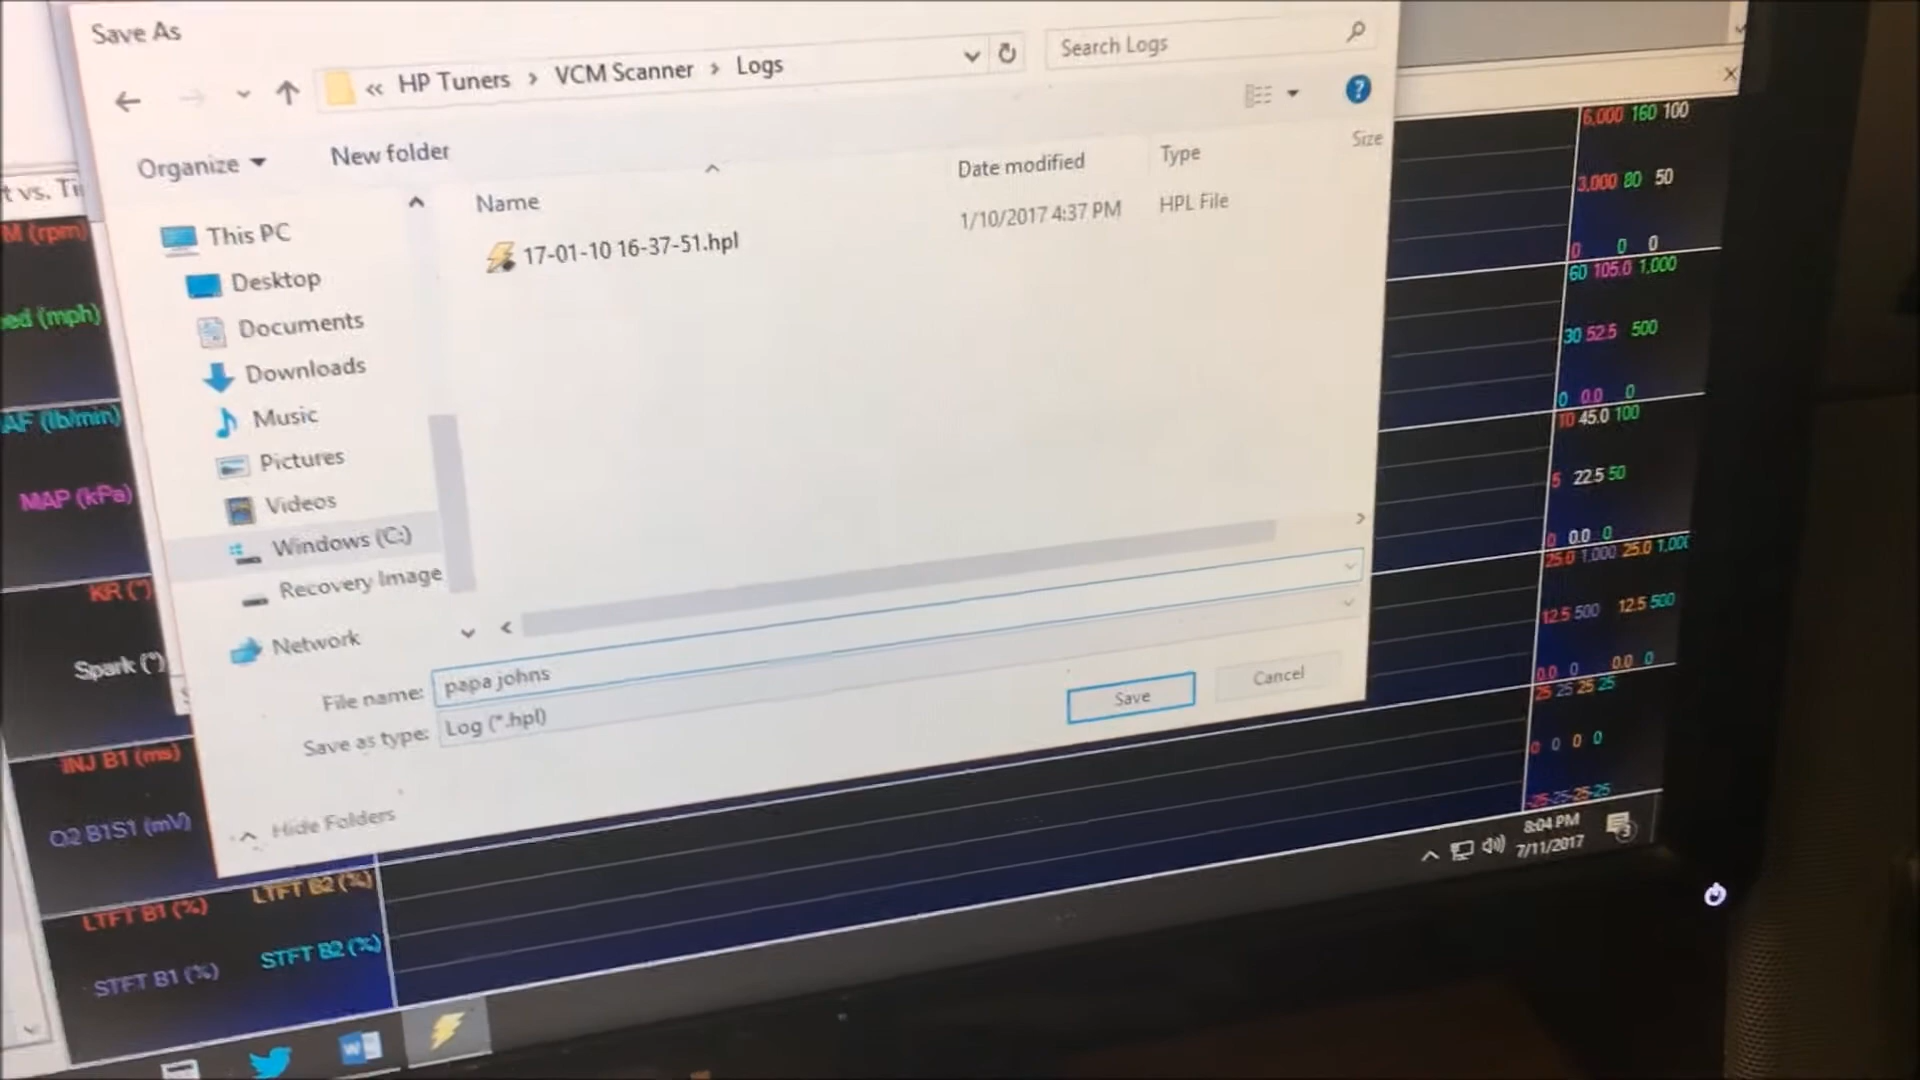 Save As
« HP Tuners › VCM Scanner › Logs
Search Logs
Organize
New folder
Name
Date modified
Type
Size
17-01-10 16-37-51.hpl
1/10/2017 4:37 PM
HPL File
This PC
Desktop
Documents
Downloads
Music
Pictures
Videos
Windows (C:)
Recovery Image
Network
File name: papa johns
Save as type: Log (*.hpl)
Save
Cancel
Hide Folders
t vs. Ti
M (rpm)
eed (mph)
AF (lb/min)
MAP (kPa)
KR (°)
Spark (°)
INJ B1 (ms)
O2 B1S1 (mV)
LTFT B1 (%)
LTFT B2 (%)
STFT B1 (%)
STFT B2 (%)
6,000 160 100
3,000 80 50
0 0 0
60 105.0 1,000
30 52.5 500
0 0.0 0
10 45.0 100
5 22.5 50
0 0.0 0
25.0 1,000 25.0 1,000
12.5 500 12.5 500
0.0 0 0.0 0
25 25 25 25
0 0 0 0
-25 -25 -25 -25
8:04 PM
7/11/2017
3